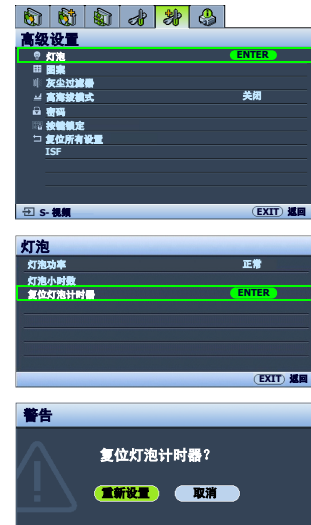 高级设置
灯泡 ENTER
图案
灰尘过滤器
高海拔模式 关闭
密码
按键锁定
复位所有设置
ISF
S-视频 EXIT 返回
灯泡
灯泡功率 正常
灯泡小时数
复位灯泡计时器 ENTER
EXIT 返回
警告
复位灯泡计时器？
重新设置 取消